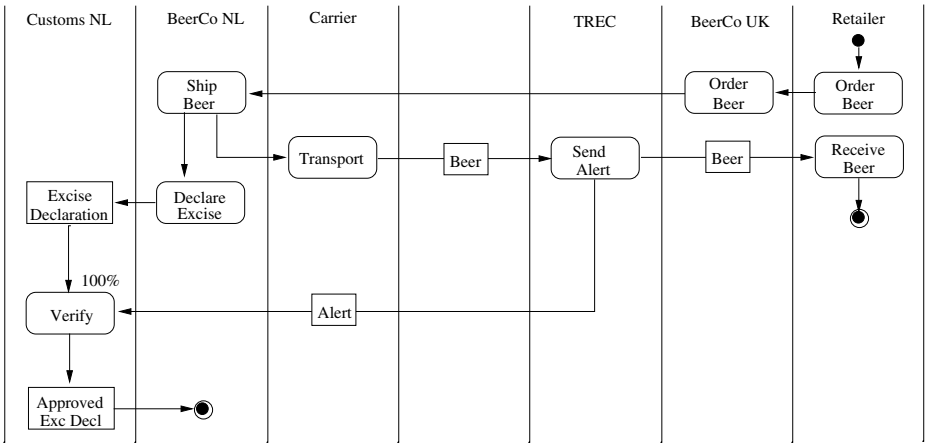 Customs NL
BeerCo NL
Carrier
TREC
BeerCo UK
Retailer
Ship
Beer
Order
Beer
Order
Beer
Transport
Beer
Send
Alert
Beer
Receive
Beer
Excise
Declaration
Declare
Excise
100%
Verify
Alert
Approved
Exc Decl